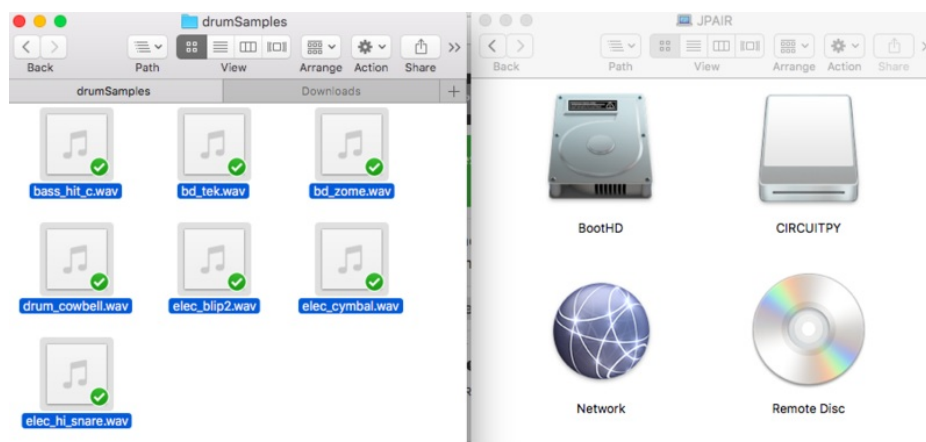 drumSamples
Back Path View Arrange Action Share
drumSamples Downloads
bass_hit_c.wav bd_tek.wav bd_zome.wav
drum_cowbell.wav elec_blip2.wav elec_cymbal.wav
elec_hi_snare.wav
JPAIR
Back Path View Arrange Action Share
BootHD CIRCUITPY
Network Remote Disc